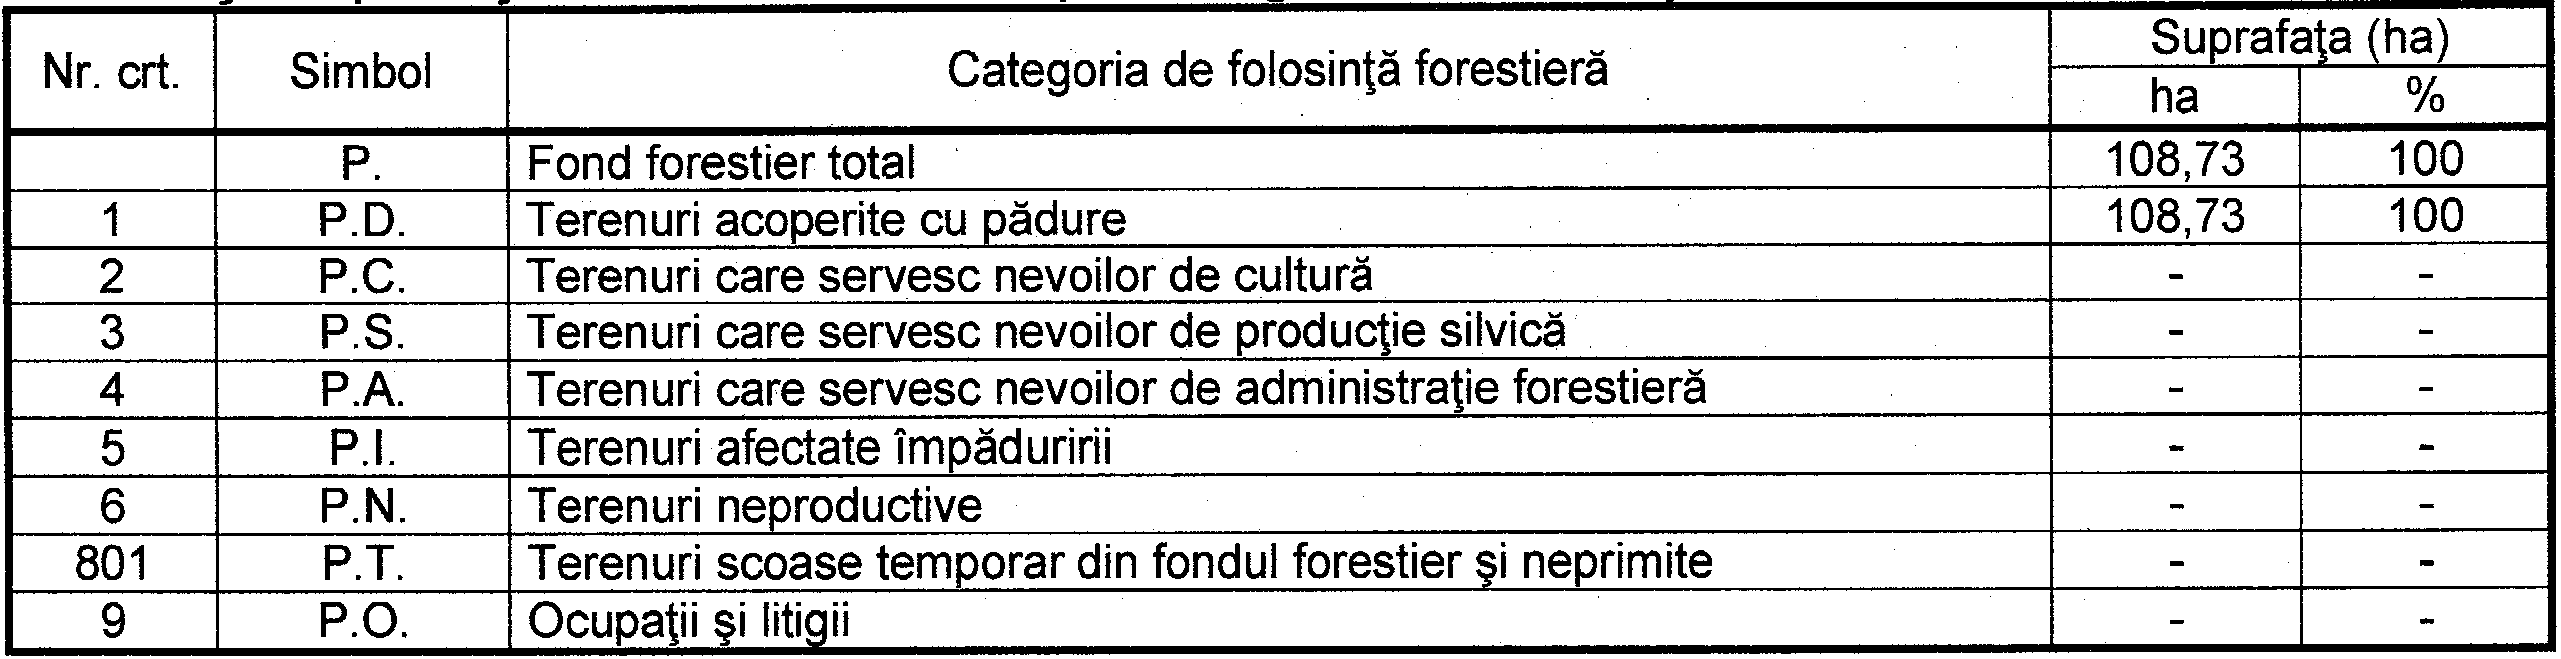 Nr. crt. Simbol Categoria de folosinţă forestieră Suprafaţa (ha)
ha %
P. Fond forestier total 108,73 100
1 P.D. Terenuri acoperite cu pădure 108,73 100
2 P.C. Terenuri care servesc nevoilor de cultură - -
3 P.S. Terenuri care servesc nevoilor de producţie silvică - -
4 P.A. Terenuri care servesc nevoilor de administraţie forestieră - -
5 P.I. Terenuri afectate împăduririi - -
6 P.N. Terenuri neproductive - -
801 P.T. Terenuri scoase temporar din fondul forestier şi neprimite - -
9 P.O. Ocupaţii şi litigii - -